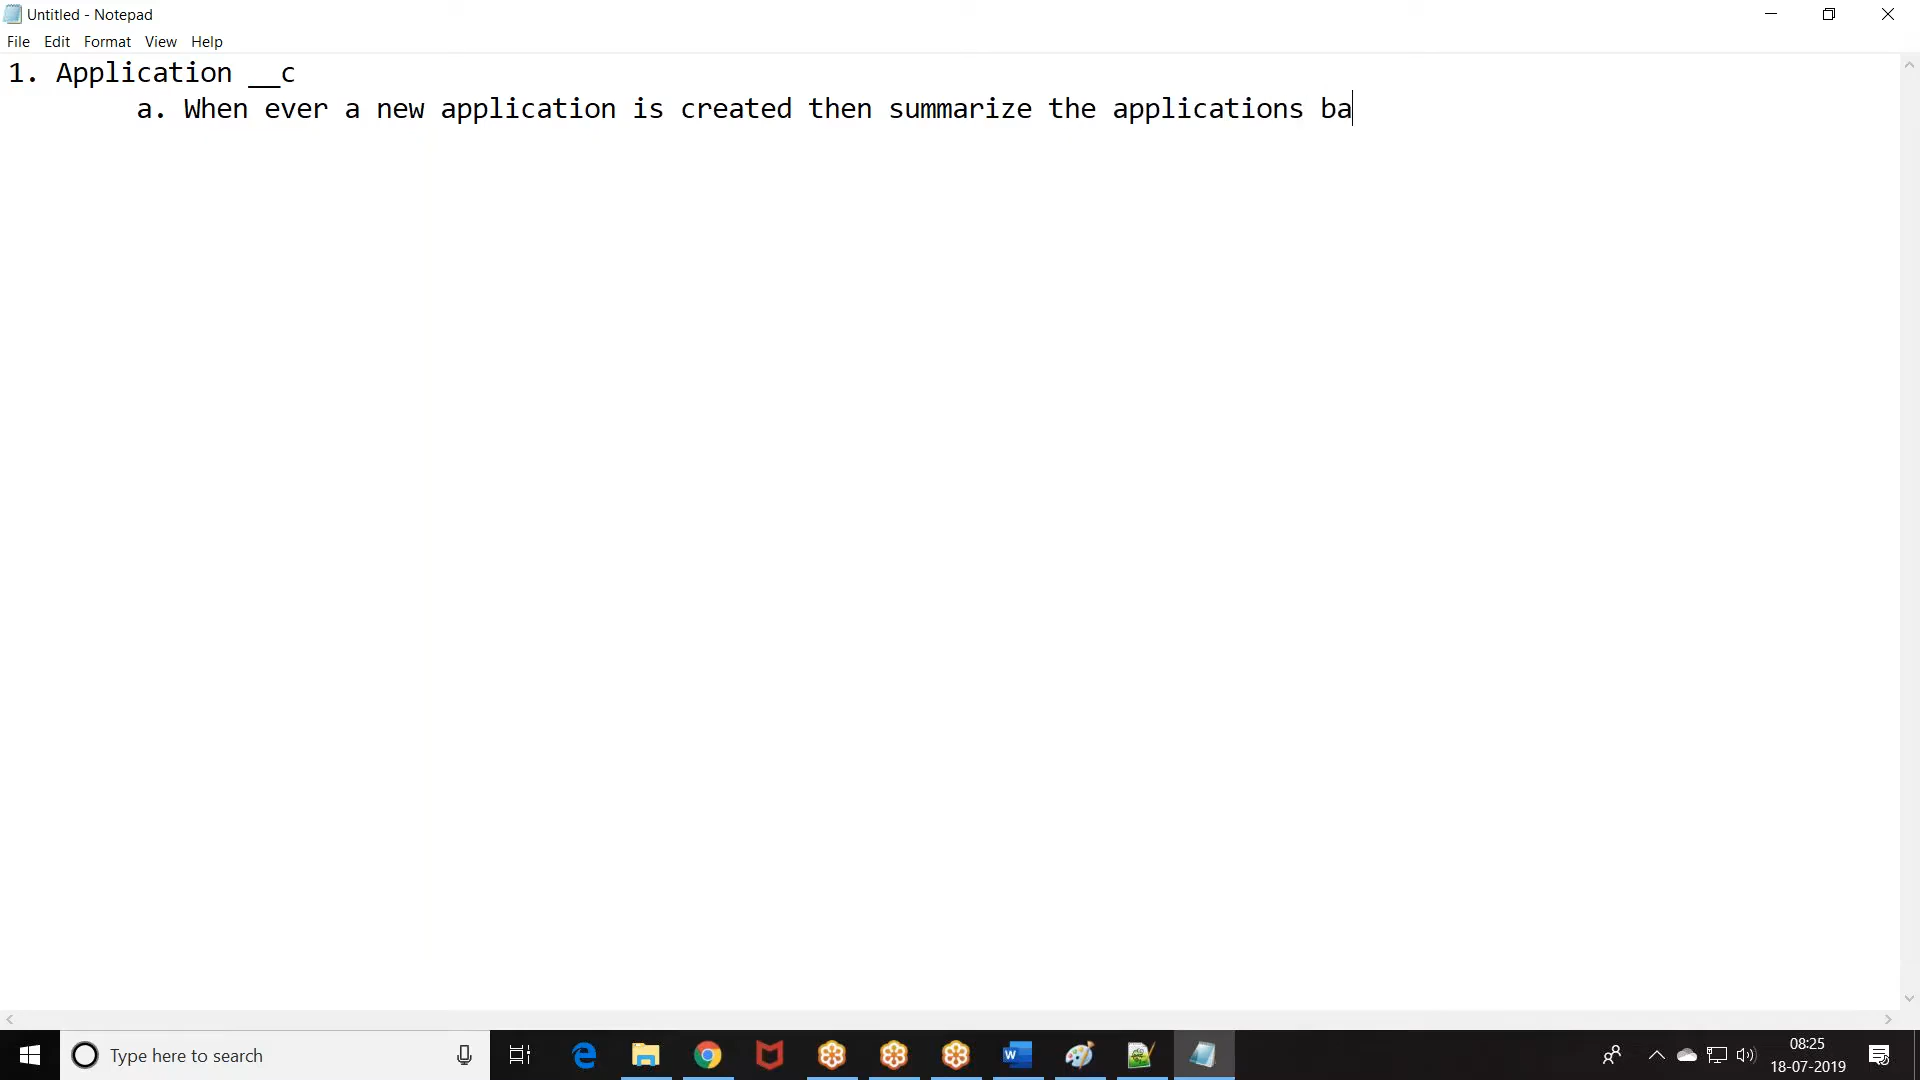 Untitled - Notepad
File Edit Format View Help
1. Application __c
a. When ever a new application is created then summarize the applications ba
Type here to search
08:25
18-07-2019